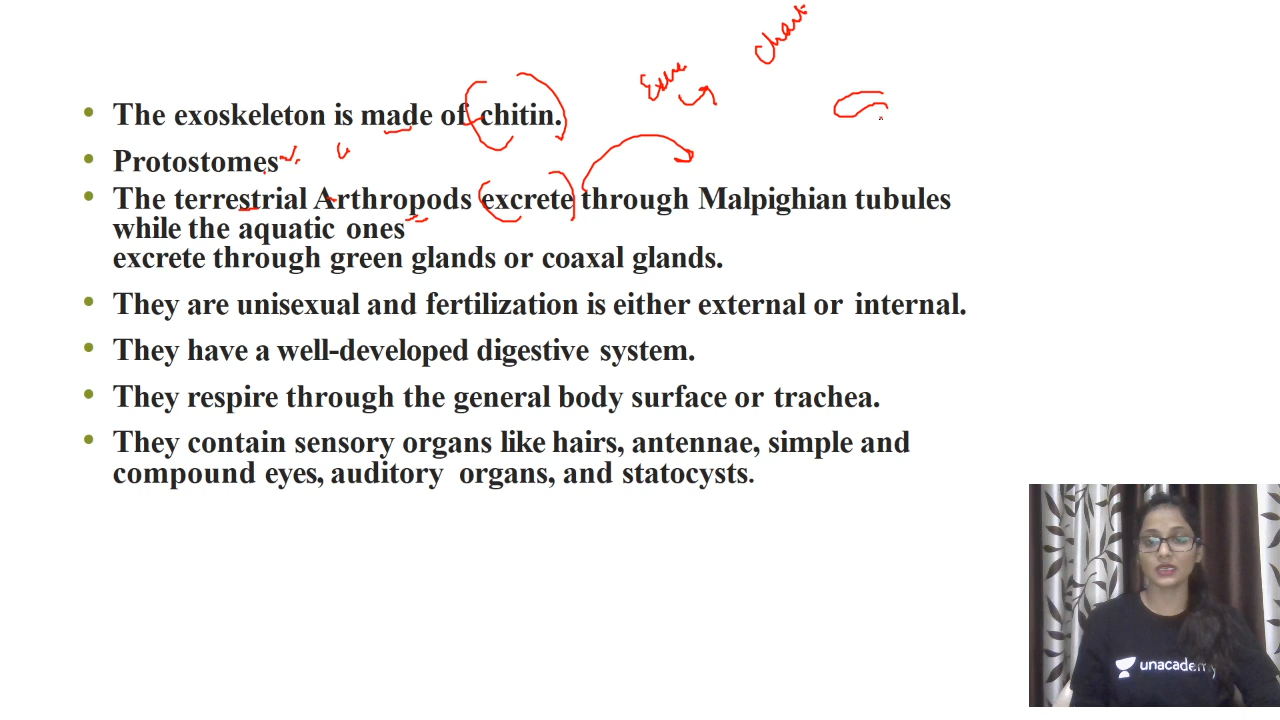 • The exoskeleton is made of chitin.
• Protostomes
• The terrestrial Arthropods excrete through Malpighian tubules
while the aquatic ones
excrete through green glands or coaxal glands.
• They are unisexual and fertilization is either external or internal.
• They have a well-developed digestive system.
• They respire through the general body surface or trachea.
• They contain sensory organs like hairs, antennae, simple and
compound eyes, auditory organs, and statocysts.
unacademy